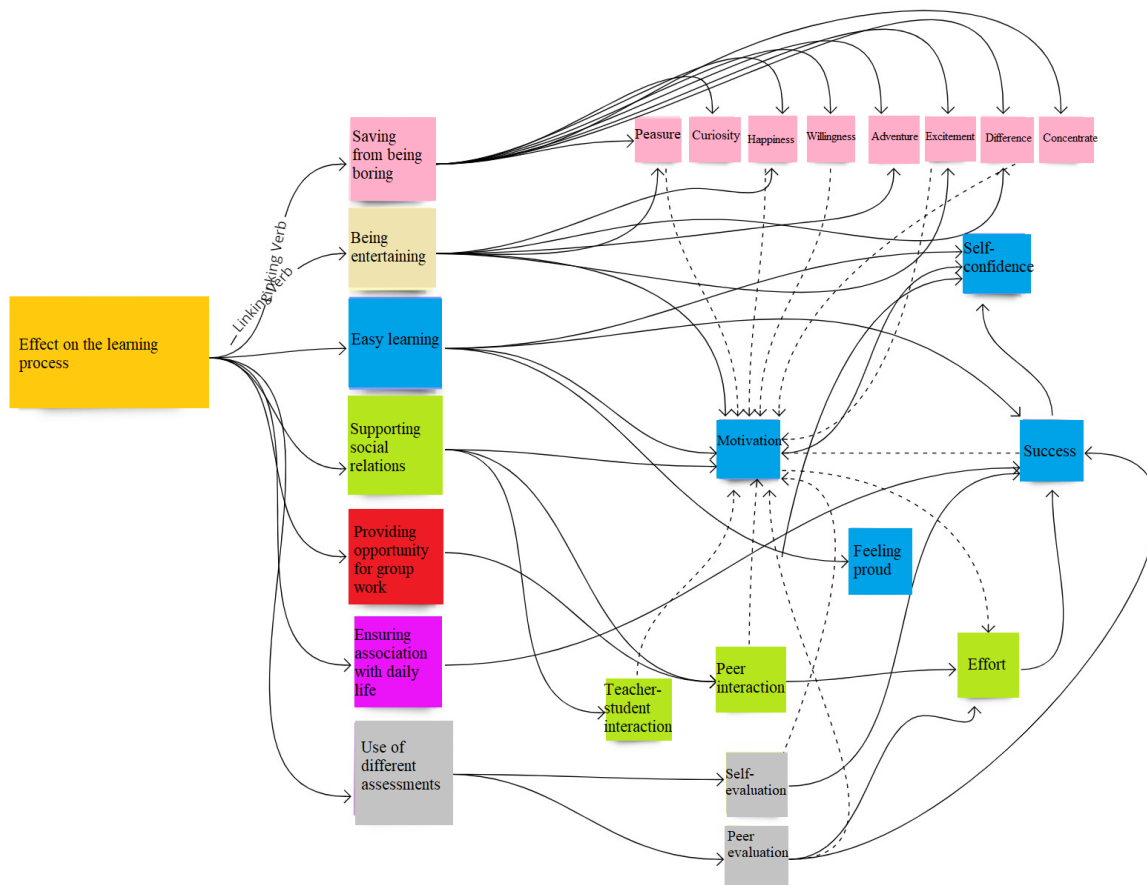 Saving
from being
boring
Peasure
Curiosity
Happiness
Willingness
Adventure
Excitement
Difference
Concentrate
Linking Verb
Linking Verb
Being
entertaining
Self-
confidence
Effect on the learning
process
Easy learning
Supporting
social
relations
Motivation
Success
Providing
opportunity
for group
work
Feeling
proud
Ensuring
association
with daily
life
Teacher-
student
interaction
Peer
interaction
Effort
Use of
different
assessments
Self-
evaluation
Peer
evaluation